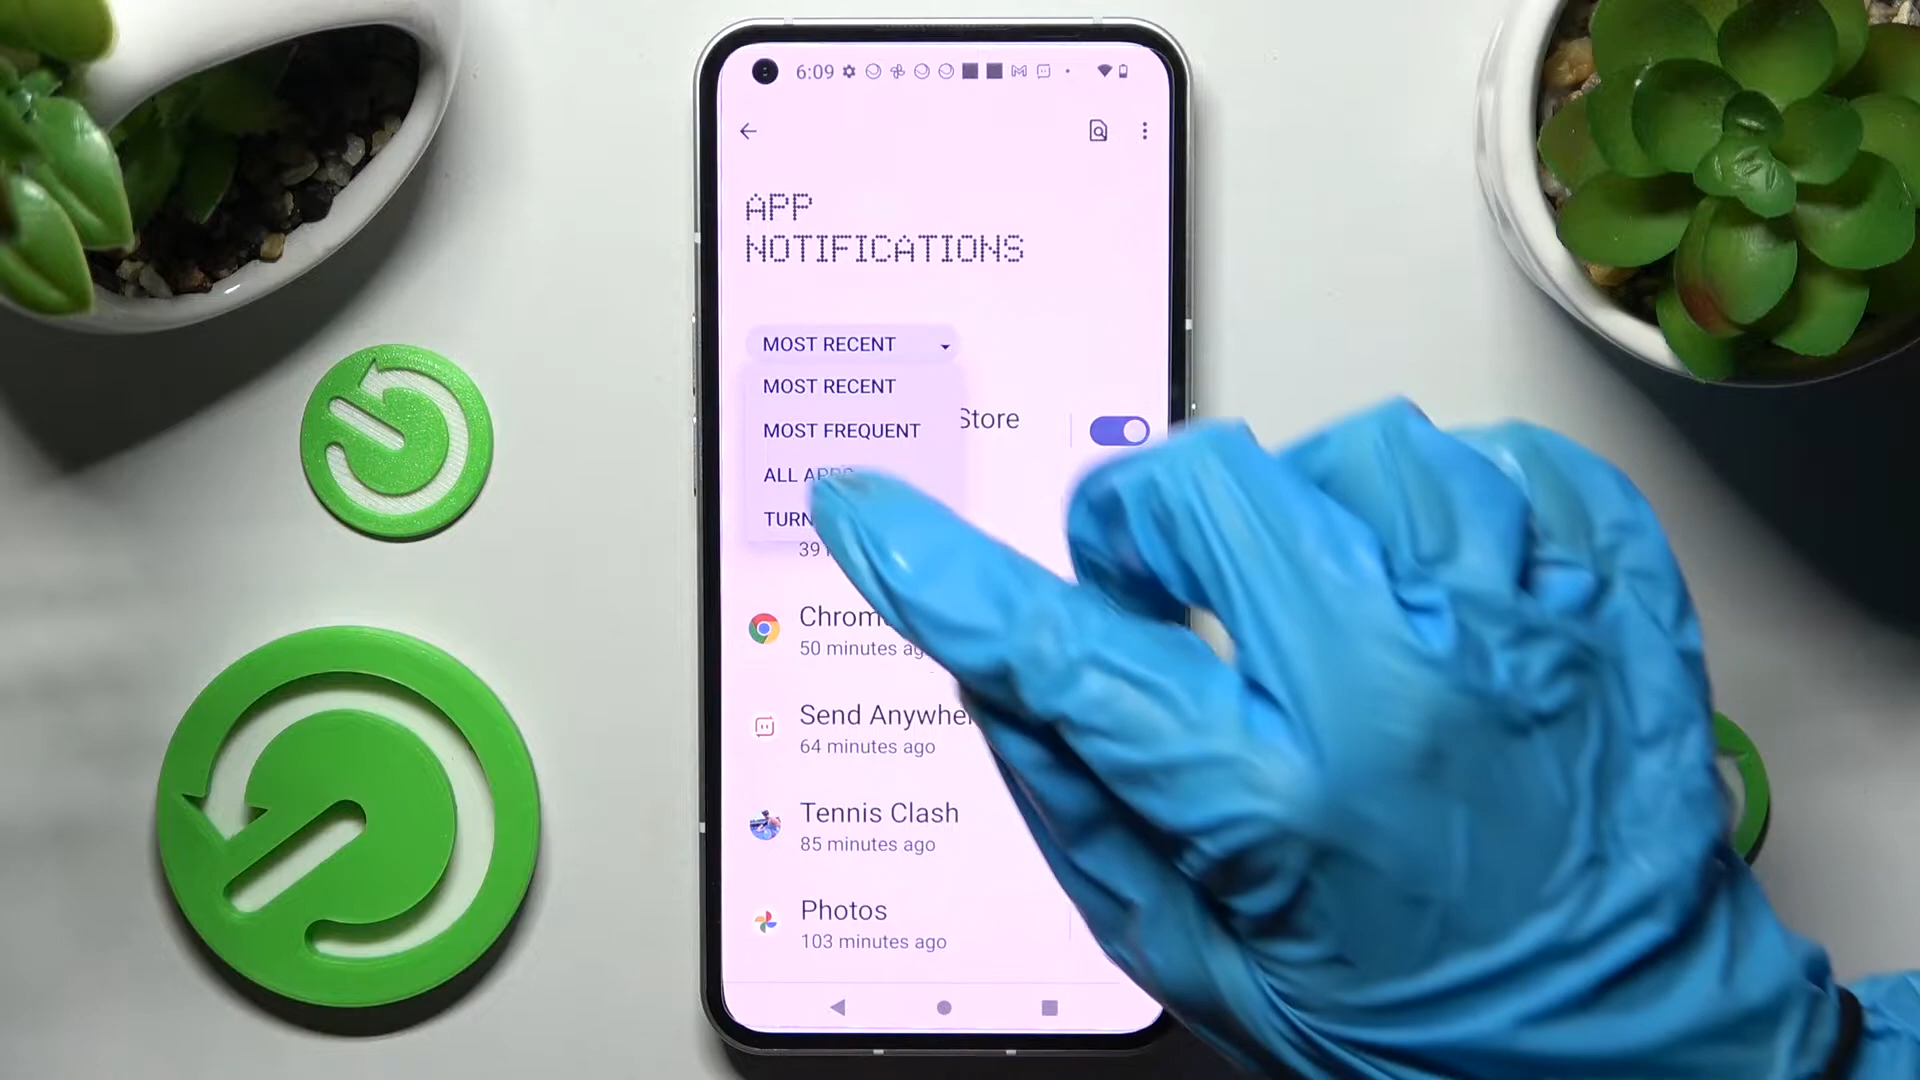 6:09
APP
NOTIFICATIONS
MOST RECENT
MOST RECENT
MOST FREQUENT
Store
ALL APPS
TURN
39
Chrome
50 minutes ago
Send Anywhe
64 minutes ago
Tennis Clash
85 minutes ago
Photos
103 minutes ago